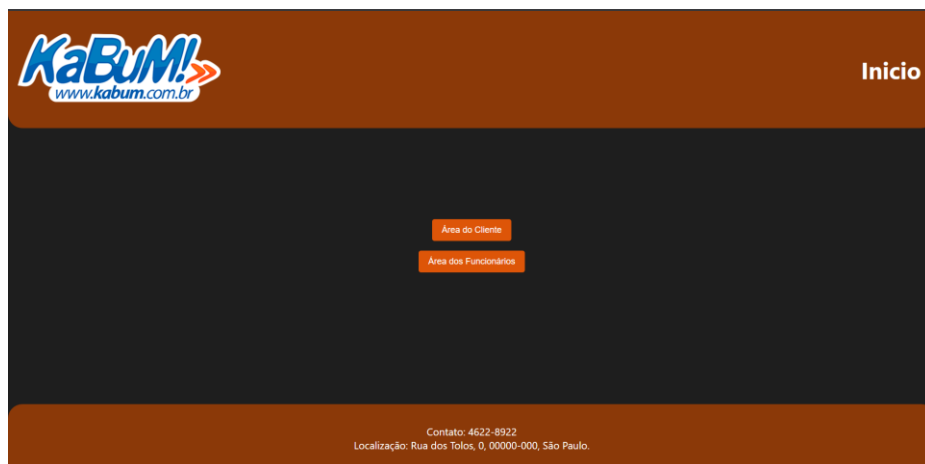 KaBuM!
www.kabum.com.br
Inicio
Área do Cliente
Área dos Funcionários
Contato: 4622-8922
Localização: Rua dos Tolos, 0, 00000-000, São Paulo.